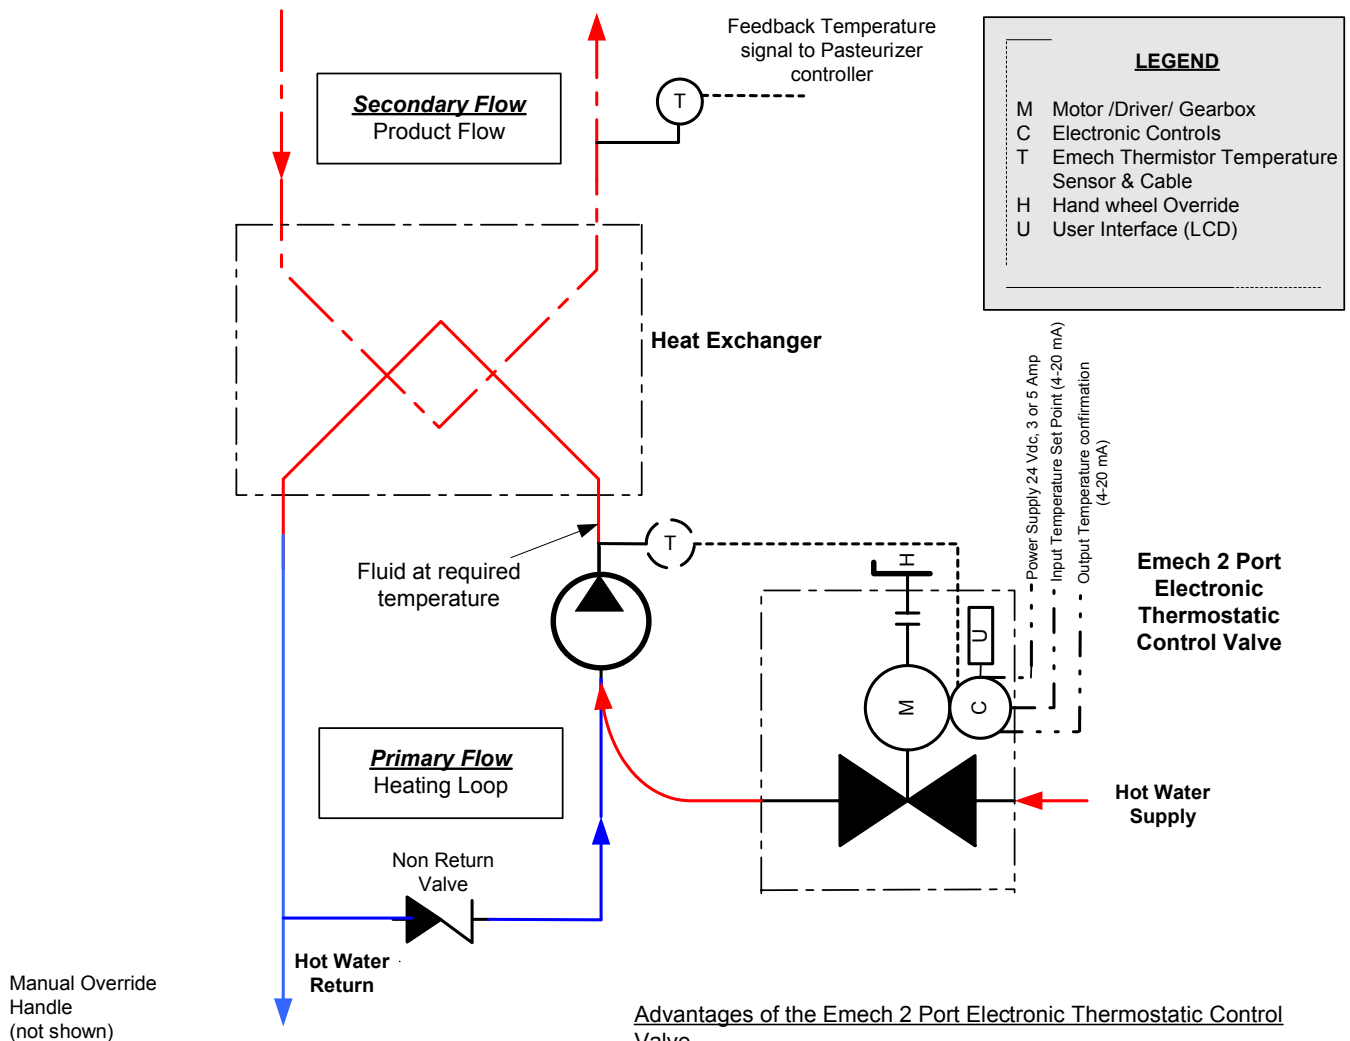 Feedback Temperature
signal to Pasteurizer
controller
LEGEND
M Motor /Driver/ Gearbox
C Electronic Controls
T Emech Thermistor Temperature
Sensor & Cable
H Hand wheel Override
U User Interface (LCD)
Secondary Flow
Product Flow
T
Heat Exchanger
Power Supply 24 Vdc, 3 or 5 Amp
Input Temperature Set Point (4-20 mA)
Output Temperature confirmation
(4-20 mA)
T
Fluid at required
temperature
H
U
M
C
Emech 2 Port
Electronic
Thermostatic
Control Valve
Primary Flow
Heating Loop
Hot Water
Supply
Non Return
Valve
Hot Water
Return
Manual Override
Handle
(not shown)
Advantages of the Emech 2 Port Electronic Thermostatic Control
Valve